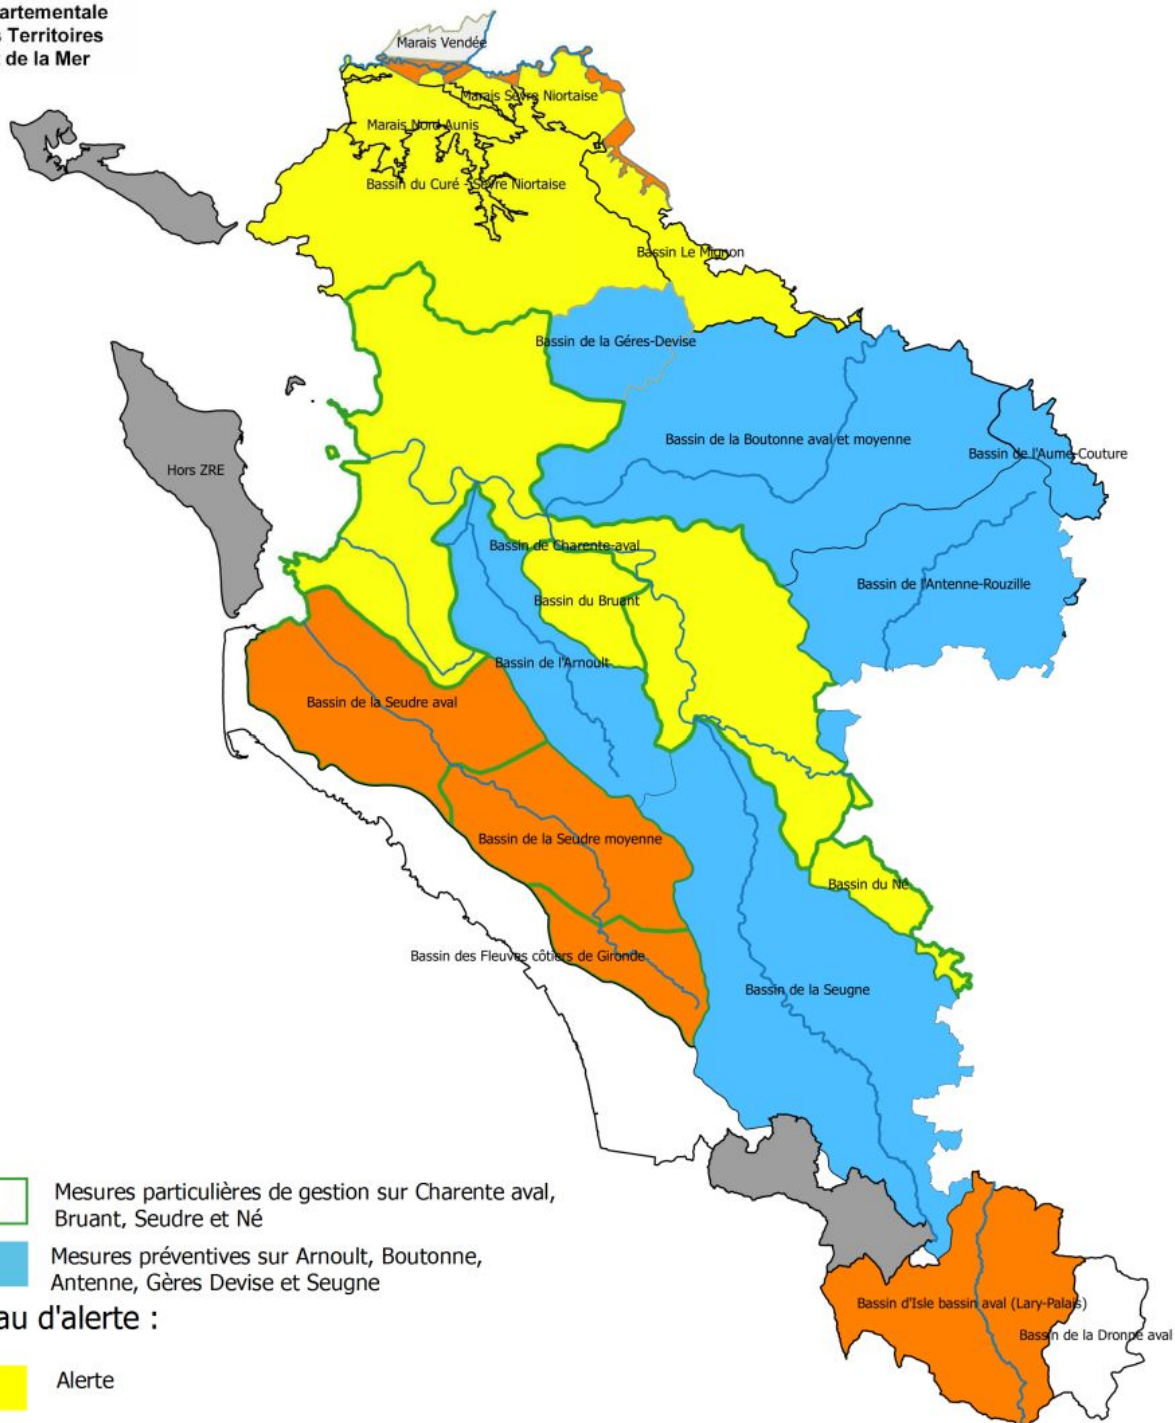 artementale
s Territoires
t de la Mer
Marais Vendée
Marais Sèvre Niortaise
Marais Nord Aunis
Bassin du Curé - Sèvre Niortaise
Bassin Le Mignon
Bassin de la Géres-Devise
Bassin de la Boutonne aval et moyenne
Bassin de l'Aume-Couture
Hors ZRE
Bassin de Charente-aval
Bassin de l'Antenne-Rouzille
Bassin du Bruant
Bassin de l'Arnoult
Bassin de la Seudre aval
Bassin de la Seudre moyenne
Bassin du Né
Bassin des Fleuves côtiers de Gironde
Bassin de la Seugne
Mesures particulières de gestion sur Charente aval,
Bruant, Seudre et Né
Mesures préventives sur Arnoult, Boutonne,
Antenne, Gères Devise et Seugne
au d'alerte :
Bassin d'Isle bassin aval (Lary-Palais)
Bassin de la Dronne aval
Alerte